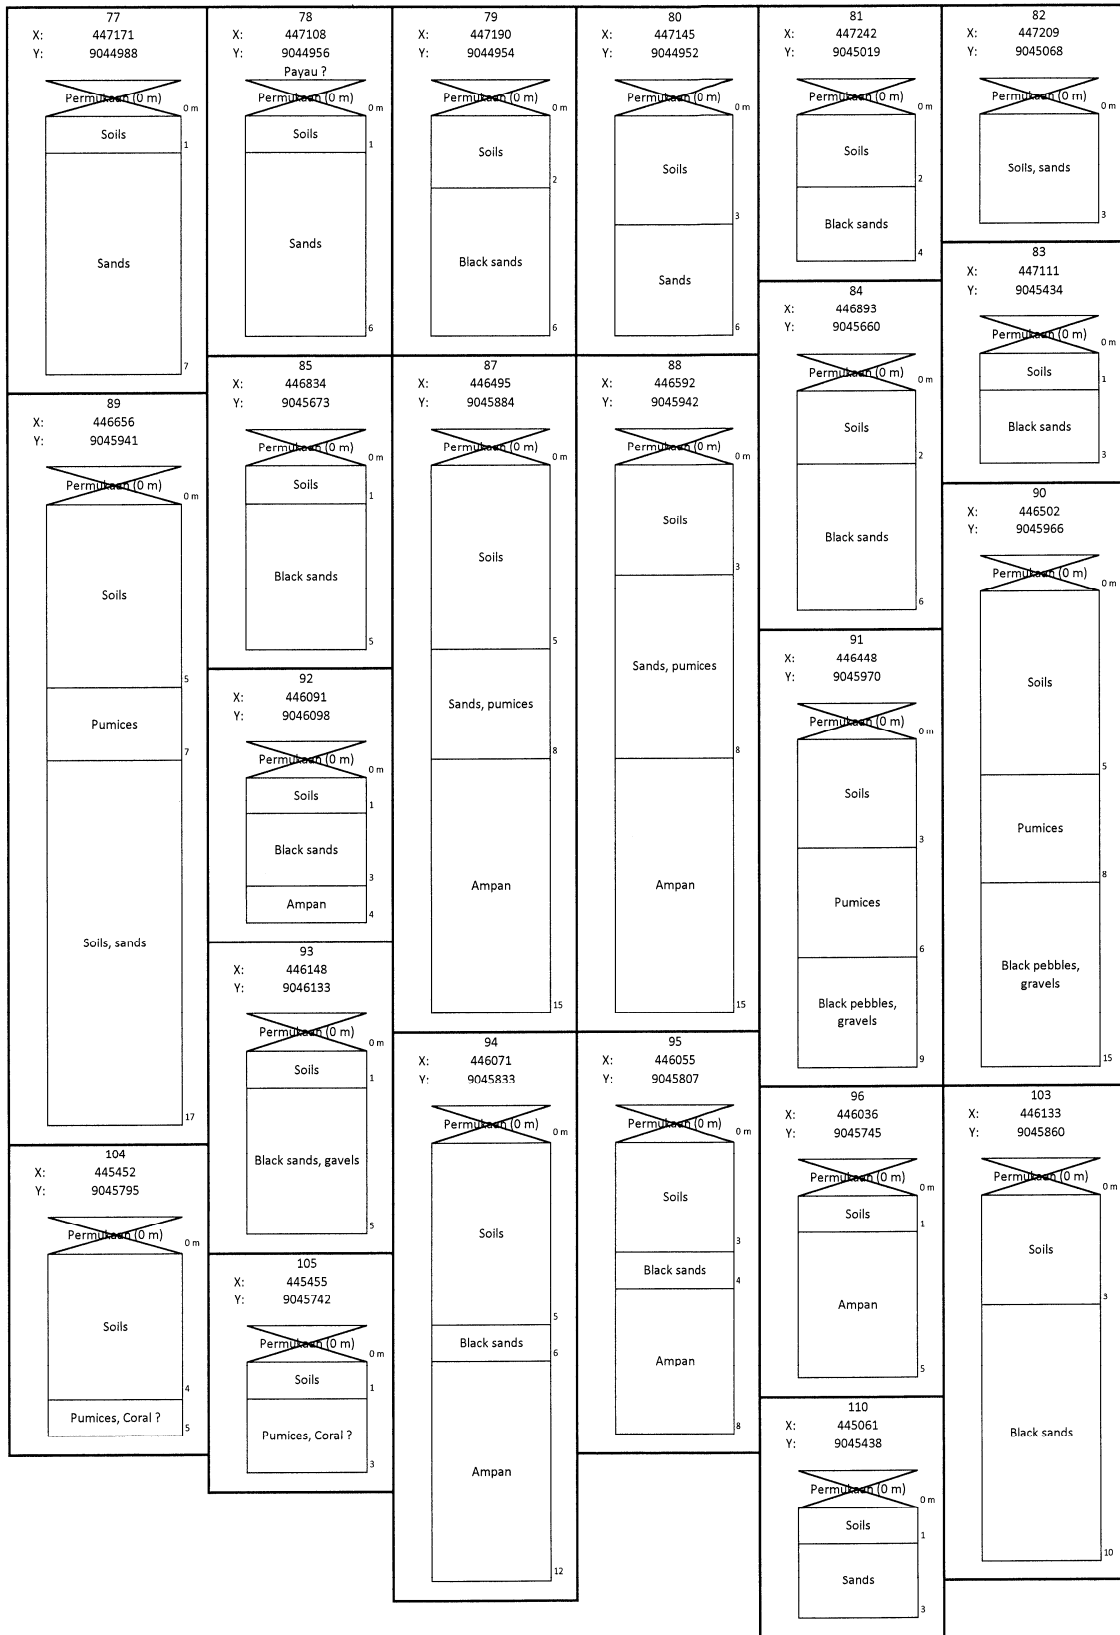 77
X: 447171
Y: 9044988
Permukaan (0 m)
0 m
Soils
1
Sands
7
78
X: 447108
Y: 9044956
Payau ?
Permukaan (0 m)
0 m
Soils
1
Sands
6
79
X: 447190
Y: 9044954
Permukaan (0 m)
0 m
Soils
2
Black sands
6
80
X: 447145
Y: 9044952
Permukaan (0 m)
0 m
Soils
3
Sands
6
81
X: 447242
Y: 9045019
Permukaan (0 m)
0 m
Soils
2
Black sands
4
82
X: 447209
Y: 9045068
Permukaan (0 m)
0 m
Soils, sands
3
83
X: 447111
Y: 9045434
Permukaan (0 m)
0 m
Soils
1
Black sands
3
84
X: 446893
Y: 9045660
Permukaan (0 m)
0 m
Soils
2
Black sands
6
85
X: 446834
Y: 9045673
Permukaan (0 m)
0 m
Soils
1
Black sands
5
87
X: 446495
Y: 9045884
Permukaan (0 m)
0 m
Soils
5
Sands, pumices
8
Ampan
15
88
X: 446592
Y: 9045942
Permukaan (0 m)
0 m
Soils
3
Sands, pumices
8
Ampan
15
89
X: 446656
Y: 9045941
Permukaan (0 m)
0 m
Soils
5
Pumices
7
Soils, sands
17
90
X: 446502
Y: 9045966
Permukaan (0 m)
0 m
Soils
5
Pumices
8
Black pebbles,
gravels
15
91
X: 446448
Y: 9045970
Permukaan (0 m)
0 m
Soils
3
Pumices
6
Black pebbles,
gravels
9
92
X: 446091
Y: 9046098
Permukaan (0 m)
0 m
Soils
1
Black sands
3
Ampan
4
93
X: 446148
Y: 9046133
Permukaan (0 m)
0 m
Soils
1
Black sands, gavels
5
94
X: 446071
Y: 9045833
Permukaan (0 m)
0 m
Soils
5
Black sands
6
Ampan
12
95
X: 446055
Y: 9045807
Permukaan (0 m)
0 m
Soils
3
Black sands
4
Ampan
8
96
X: 446036
Y: 9045745
Permukaan (0 m)
0 m
Soils
1
Ampan
5
103
X: 446133
Y: 9045860
Permukaan (0 m)
0 m
Soils
3
Black sands
10
104
X: 445452
Y: 9045795
Permukaan (0 m)
0 m
Soils
4
Pumices, Coral ?
5
105
X: 445455
Y: 9045742
Permukaan (0 m)
0 m
Soils
1
Pumices, Coral ?
3
110
X: 445061
Y: 9045438
Permukaan (0 m)
0 m
Soils
1
Sands
3